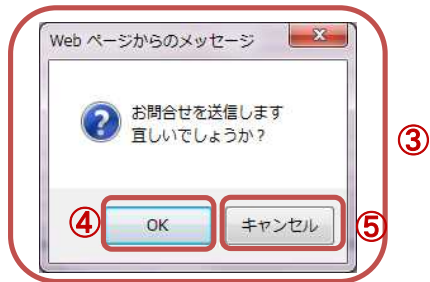 Web ページからのメッセージ
x
?
お問合せを送信します
宜しいでしょうか?
③
④
OK
キャンセル
⑤